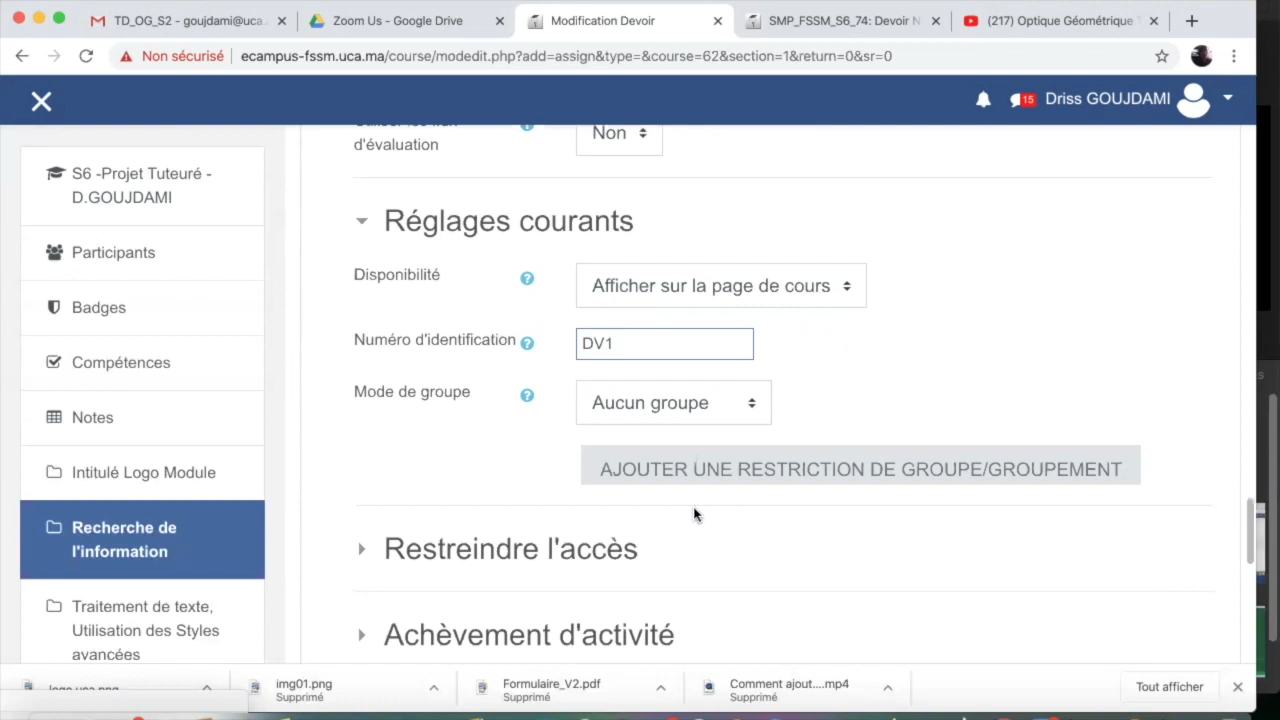 TD_OG_S2 - goujdami@uca.
Zoom Us - Google Drive
Modification Devoir
SMP_FSSM_S6_74: Devoir N
(217) Optique Géométrique
Non sécurisé
ecampus-fssm.uca.ma/course/modedit.php?add=assign&type=&course=62&section=1&return=0&sr=0
15
Driss GOUJDAMI
S6 -Projet Tuteuré -
D.GOUJDAMI
Participants
Badges
Compétences
Notes
Intitulé Logo Module
Recherche de
l'information
Traitement de texte,
Utilisation des Styles
avancées
d'évaluation
Non
Réglages courants
Disponibilité
Afficher sur la page de cours
Numéro d'identification
DV1
Mode de groupe
Aucun groupe
AJOUTER UNE RESTRICTION DE GROUPE/GROUPEMENT
Restreindre l'accès
Achèvement d'activité
logo uca.png
img01.png
Supprimé
Formulaire_V2.pdf
Supprimé
Comment ajout....mp4
Supprimé
Tout afficher